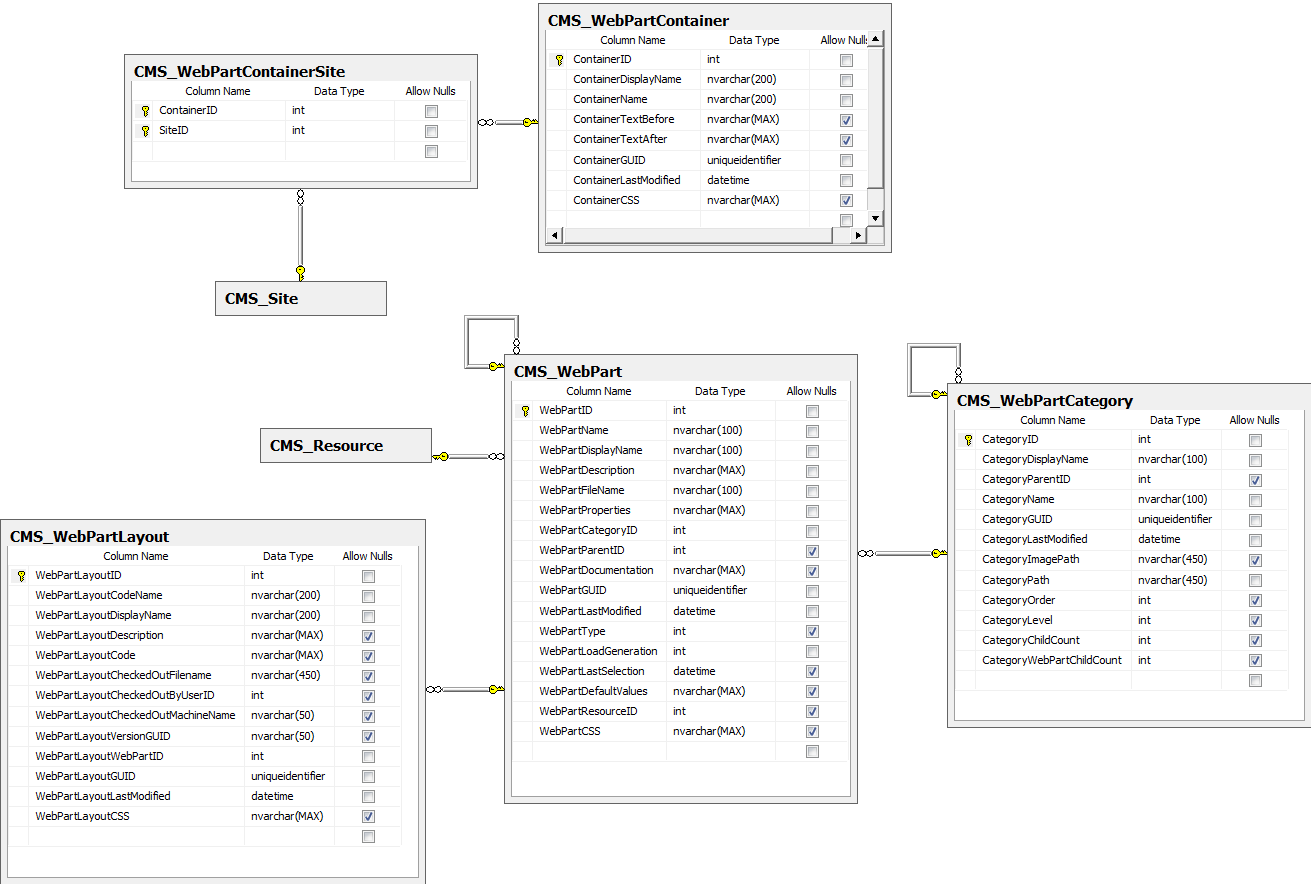 CMS_WebPartContainer
Column Name Data Type Allow Nulls
ContainerID int
ContainerDisplayName nvarchar(200)
ContainerName nvarchar(200)
ContainerTextBefore nvarchar(MAX)
ContainerTextAfter nvarchar(MAX)
ContainerGUID uniqueidentifier
ContainerLastModified datetime
ContainerCSS nvarchar(MAX)
CMS_WebPartContainerSite
Column Name Data Type Allow Nulls
ContainerID int
SiteID int
CMS_Site
CMS_WebPart
Column Name Data Type Allow Nulls
WebPartID int
WebPartName nvarchar(100)
WebPartDisplayName nvarchar(100)
WebPartDescription nvarchar(MAX)
WebPartFileName nvarchar(100)
WebPartProperties nvarchar(MAX)
WebPartCategoryID int
WebPartParentID int
WebPartDocumentation nvarchar(MAX)
WebPartGUID uniqueidentifier
WebPartLastModified datetime
WebPartType int
WebPartLoadGeneration int
WebPartLastSelection datetime
WebPartDefaultValues nvarchar(MAX)
WebPartResourceID int
WebPartCSS nvarchar(MAX)
CMS_WebPartCategory
Column Name Data Type Allow Nulls
CategoryID int
CategoryDisplayName nvarchar(100)
CategoryParentID int
CategoryName nvarchar(100)
CategoryGUID uniqueidentifier
CategoryLastModified datetime
CategoryImagePath nvarchar(450)
CategoryPath nvarchar(450)
CategoryOrder int
CategoryLevel int
CategoryChildCount int
CategoryWebPartChildCount int
CMS_Resource
CMS_WebPartLayout
Column Name Data Type Allow Nulls
WebPartLayoutID int
WebPartLayoutCodeName nvarchar(200)
WebPartLayoutDisplayName nvarchar(200)
WebPartLayoutDescription nvarchar(MAX)
WebPartLayoutCode nvarchar(MAX)
WebPartLayoutCheckedOutFilename nvarchar(450)
WebPartLayoutCheckedOutByUserID int
WebPartLayoutCheckedOutMachineName nvarchar(50)
WebPartLayoutVersionGUID nvarchar(50)
WebPartLayoutWebPartID int
WebPartLayoutGUID uniqueidentifier
WebPartLayoutLastModified datetime
WebPartLayoutCSS nvarchar(MAX)